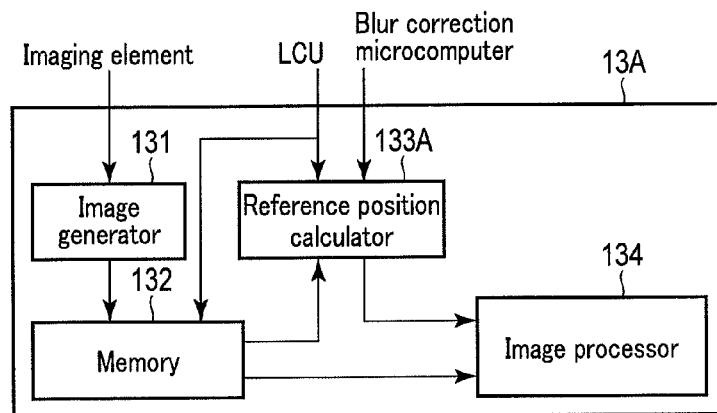 Imaging element
LCU
Blur correction
microcomputer
13A
131
133A
Image
generator
Reference position
calculator
132
134
Memory
Image processor